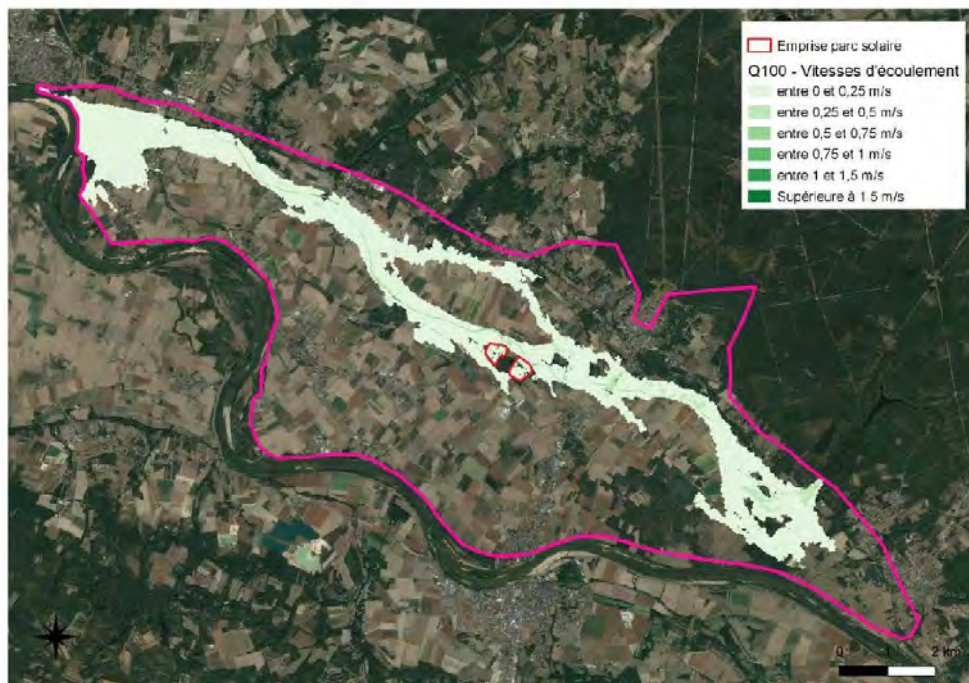 Emprise parc solaire
Q100 - Vitesses d'écoulement
entre 0 et 0,25 m/s
entre 0,25 et 0,5 m/s
entre 0,5 et 0,75 m/s
entre 0,75 et 1 m/s
entre 1 et 1,5 m/s
Supérieure à 1 5 m/s
0 1 2 km